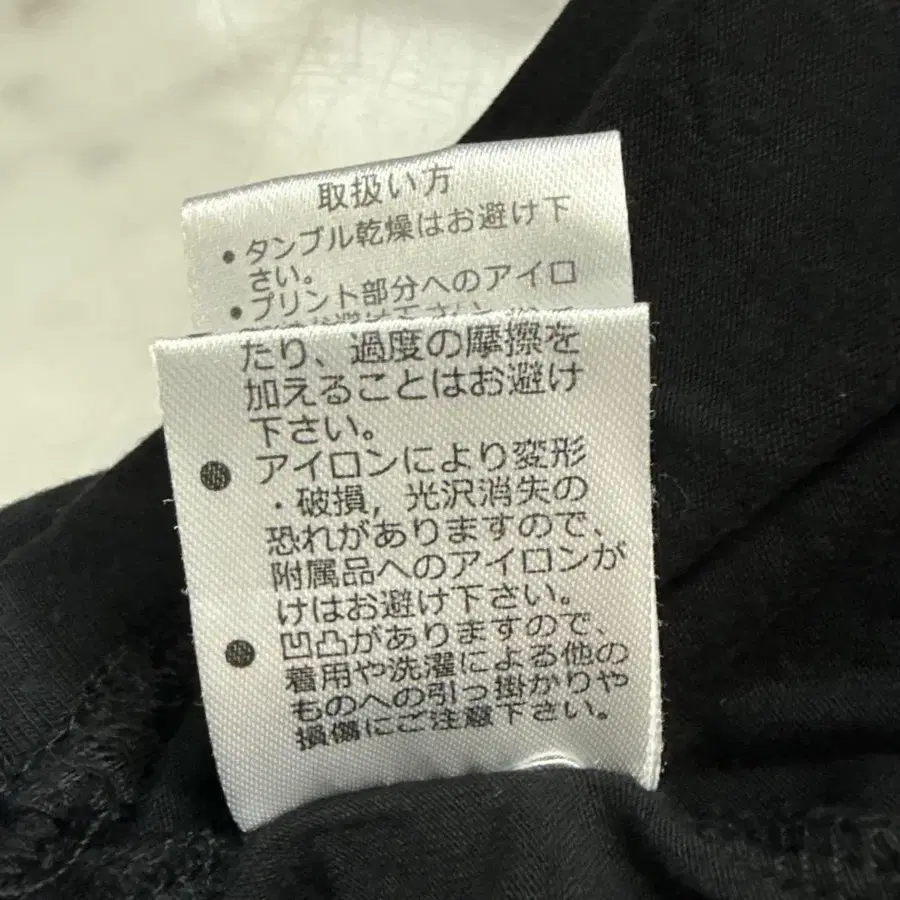 取扱い方
・タンブル乾燥はお避け下
さい。
・プリント部分へのアイロ
お避け下さい。
たり、過度の摩擦を
加えることはお避け
下さい。
● アイロンにより変形
・破損,光沢消失の
恐れがありますので、
附属品へのアイロンが
けはお避け下さい。
● 凹凸がありますので、
着用や洗濯による他の
ものへの引っ掛かりや
損傷にご注意下さい。